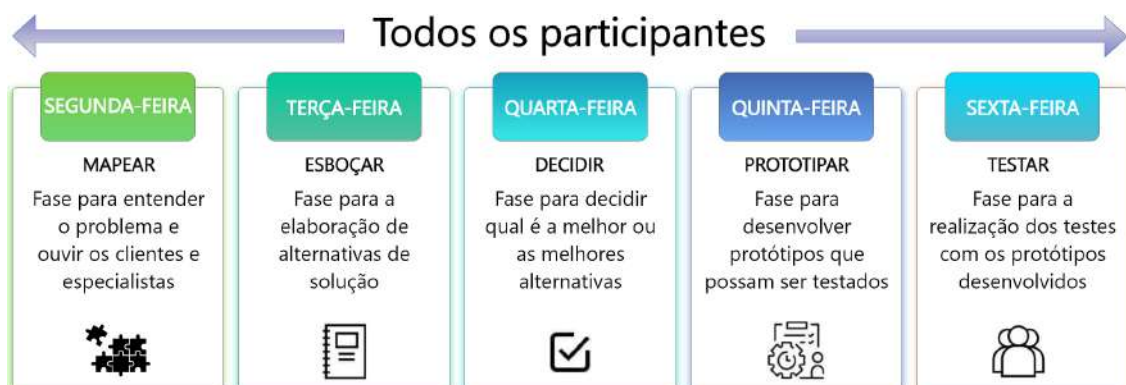 Todos os participantes
SEGUNDA-FEIRA
MAPEAR
Fase para entender
o problema e
ouvir os clientes e
especialistas
TERÇA-FEIRA
ESBOÇAR
Fase para a
elaboração de
alternativas de
solução
QUARTA-FEIRA
DECIDIR
Fase para decidir
qual é a melhor ou
as melhores
alternativas
QUINTA-FEIRA
PROTOTIPAR
Fase para
desenvolver
protótipos que
possam ser testados
SEXTA-FEIRA
TESTAR
Fase para a
realização dos testes
com os protótipos
desenvolvidos